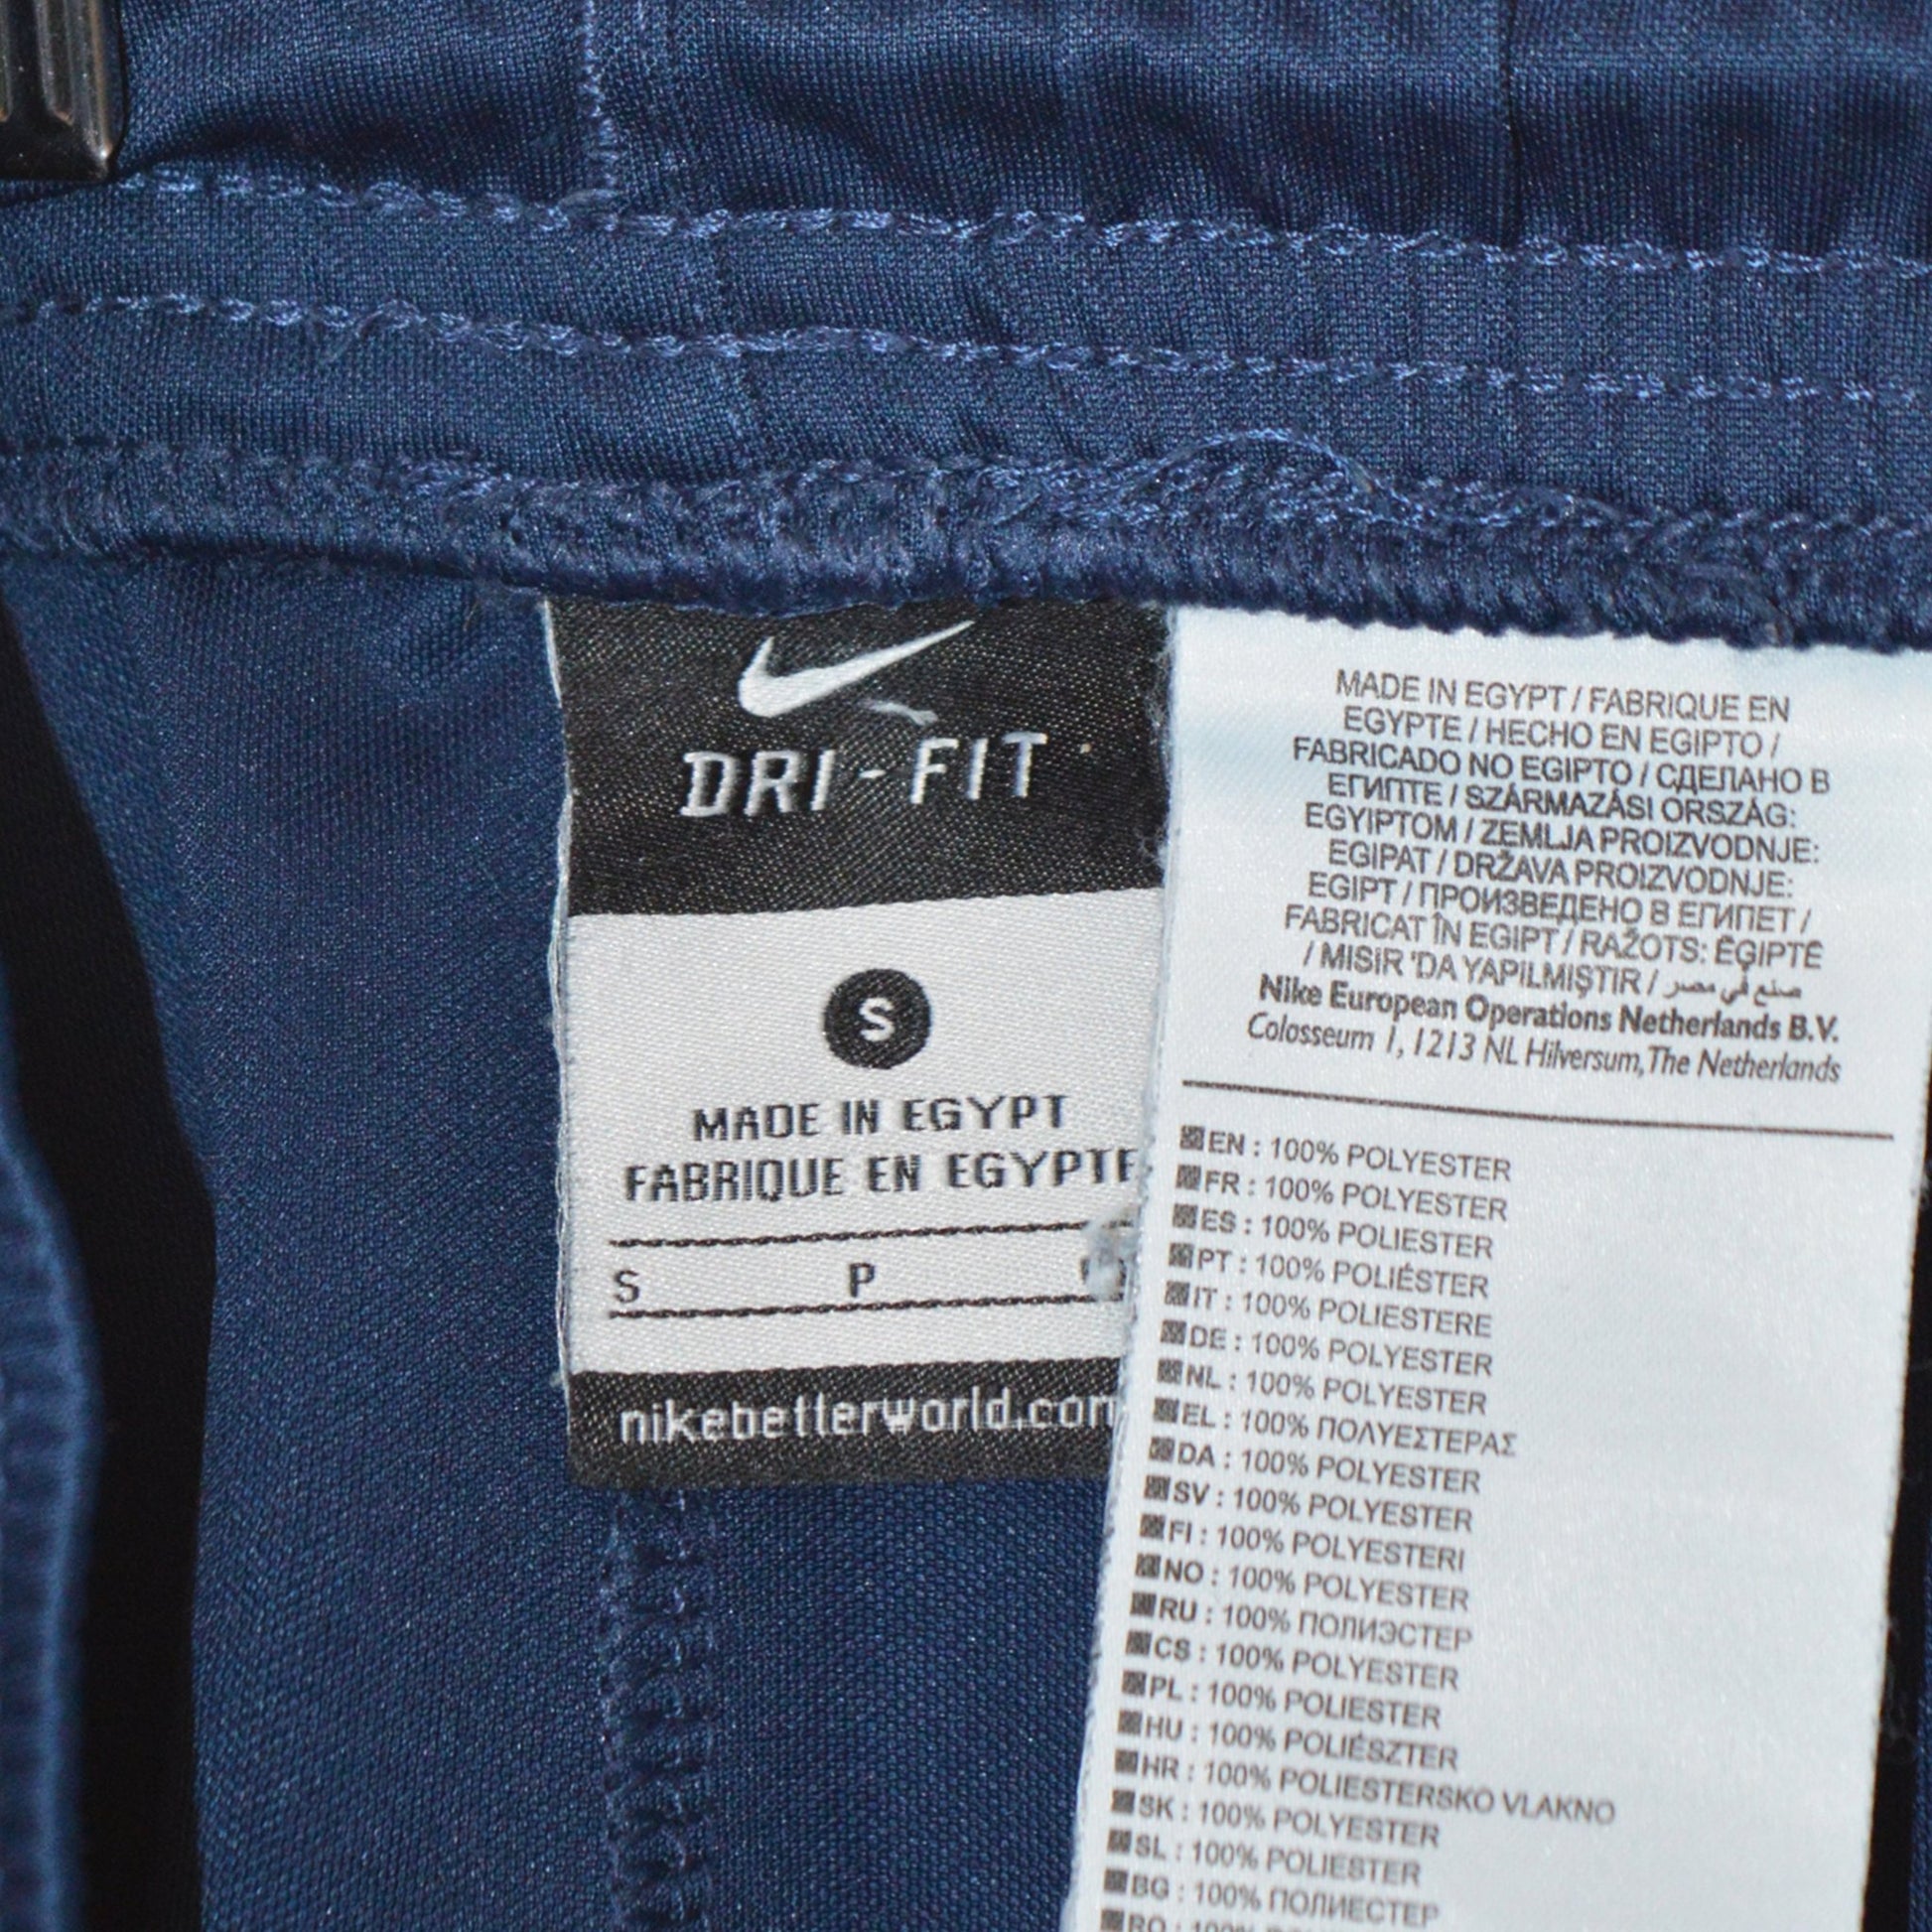 DRI-FIT
S
MADE IN EGYPT
FABRIQUE EN EGYPTE
S P
nikebetterworld.com
MADE IN EGYPT / FABRIQUE EN
EGYPTE / HECHO EN EGIPTO /
FABRICADO NO EGIPTO / СДЕЛАНО В
ЕГИПТЕ / SZÁRMAZÁSI ORSZÁG:
EGYIPTOM / ZEMLJA PROIZVODNJE:
EGIPAT / DRŽAVA PROIZVODNJE:
EGIPT / ПРОИЗВЕДЕНО В ЕГИПЕТ /
FABRICAT ÎN EGIPT / RAŽOTS: ĒĢIPTĒ
/ MISIR 'DA YAPILMIŞTIR / صنع في مصر
Nike European Operations Netherlands B.V.
Colosseum 1, 1213 NL Hilversum, The Netherlands
EN : 100% POLYESTER
FR : 100% POLYESTER
ES : 100% POLIESTER
PT : 100% POLIÉSTER
IT : 100% POLIESTERE
DE : 100% POLYESTER
NL : 100% POLYESTER
EL : 100% ΠΟΛΥΕΣΤΕΡΑΣ
DA : 100% POLYESTER
SV : 100% POLYESTER
FI : 100% POLYESTERI
NO : 100% POLYESTER
RU : 100% ПОЛИЭСТЕР
CS : 100% POLYESTER
PL : 100% POLIESTER
HU : 100% POLIÉSZTER
HR : 100% POLIESTERSKO VLAKNO
SK : 100% POLYESTER
SL : 100% POLIESTER
BG : 100% ПОЛИЕСТЕР
RO : 100%